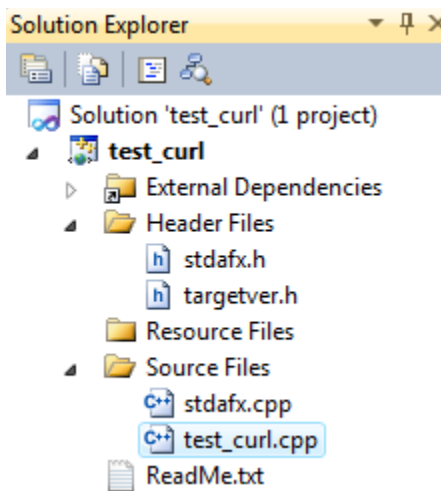 Solution Explorer
Solution 'test_curl' (1 project)
test_curl
External Dependencies
Header Files
h stdafx.h
h targetver.h
Resource Files
Source Files
C++ stdafx.cpp
C++ test_curl.cpp
ReadMe.txt